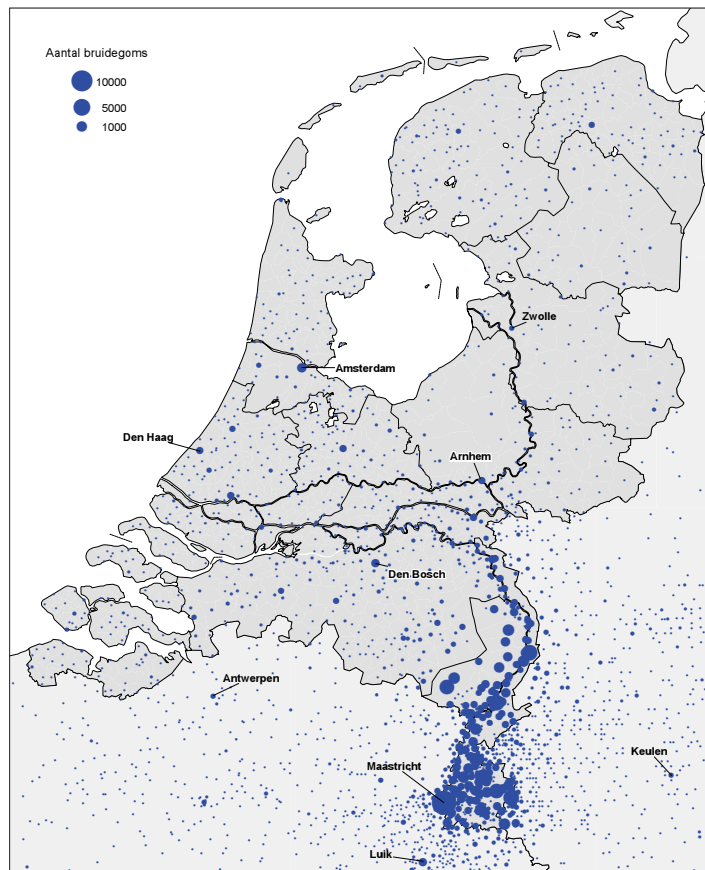 Aantal bruidegoms
10000
5000
1000
Zwolle
Amsterdam
Den Haag
Arnhem
Den Bosch
Antwerpen
Keulen
Maastricht
Luik